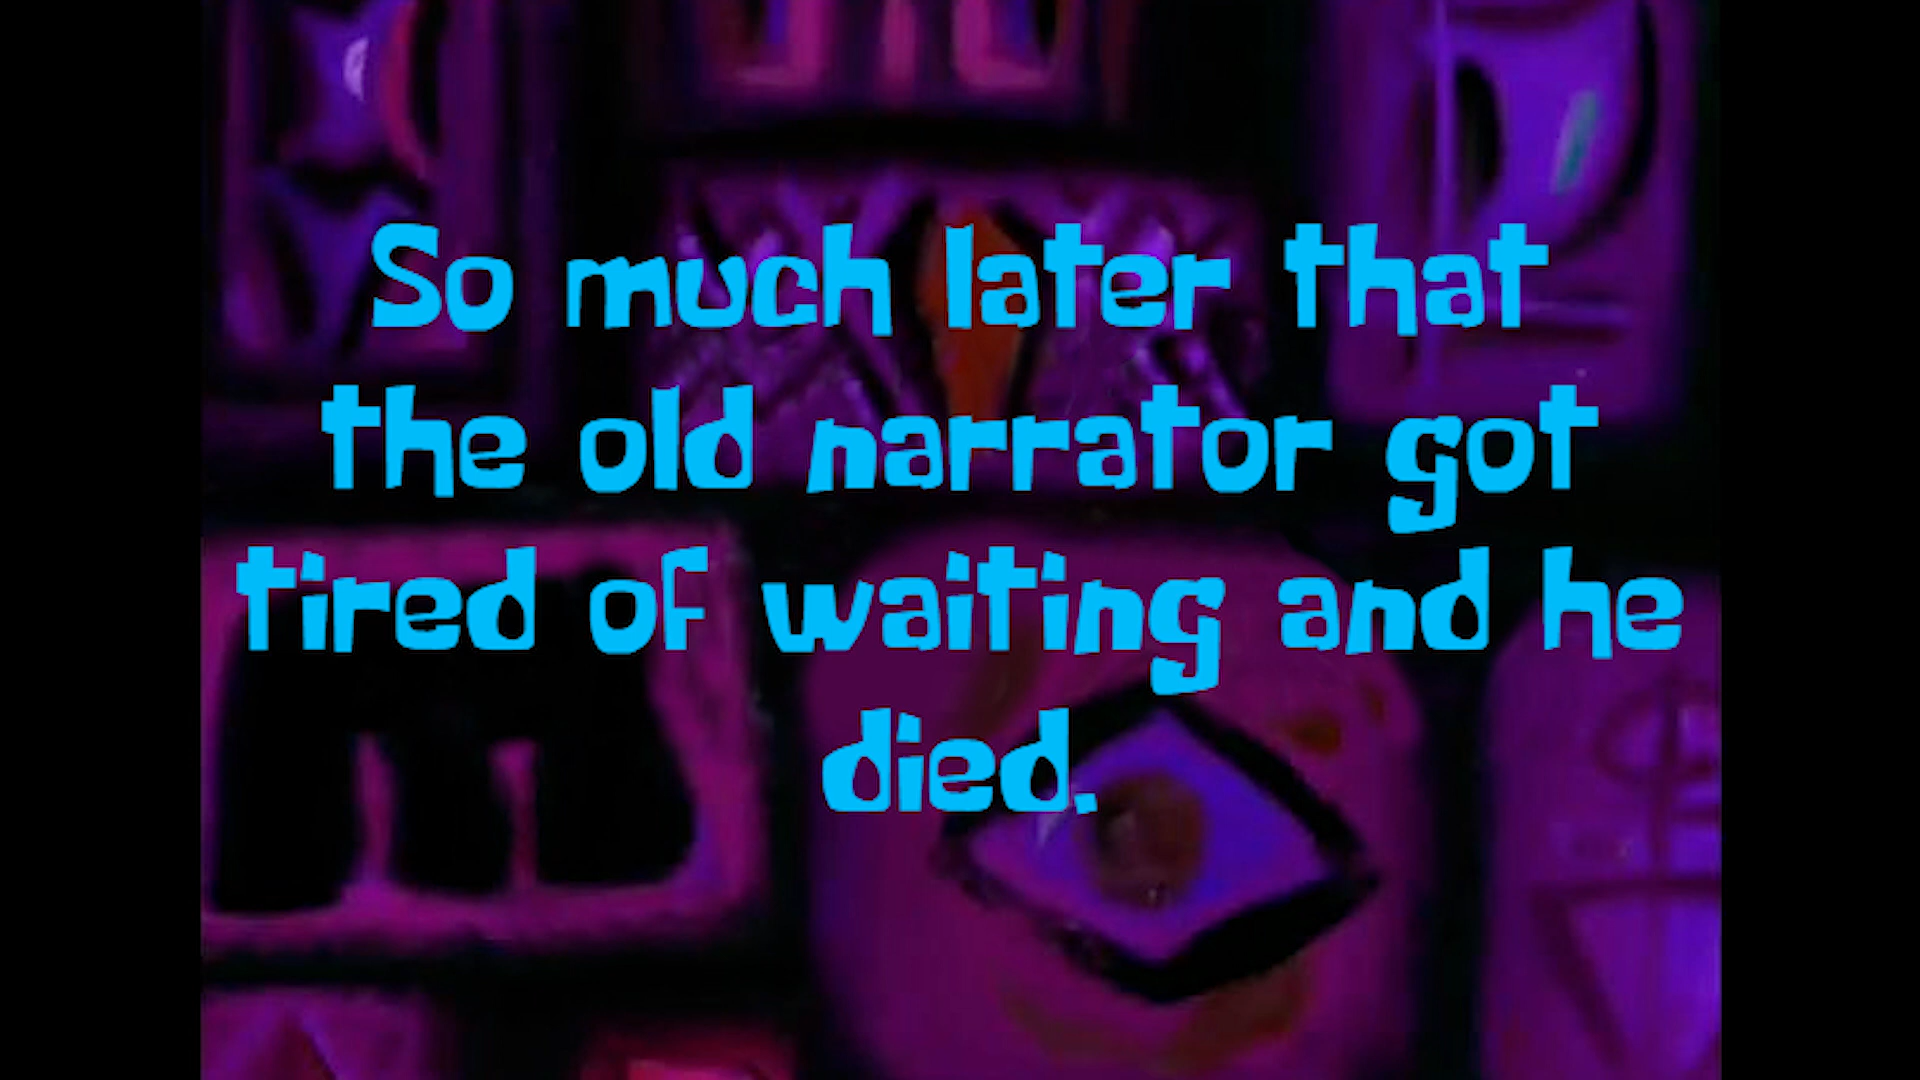 So much later that
the old narrator got
tired of waiting and he
died.